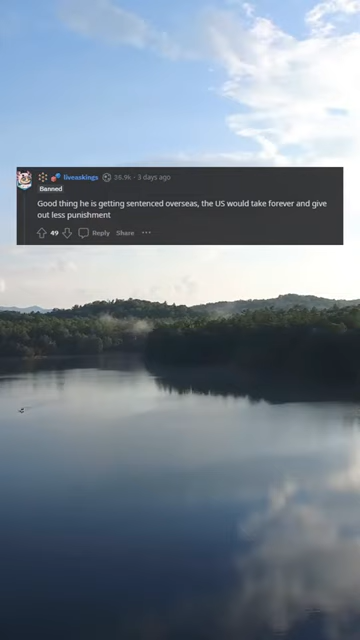 liveaskings 38.9k · 3 days ago
Banned
Good thing he is getting sentenced overseas, the US would take forever and give
out less punishment
49 Reply Share ···